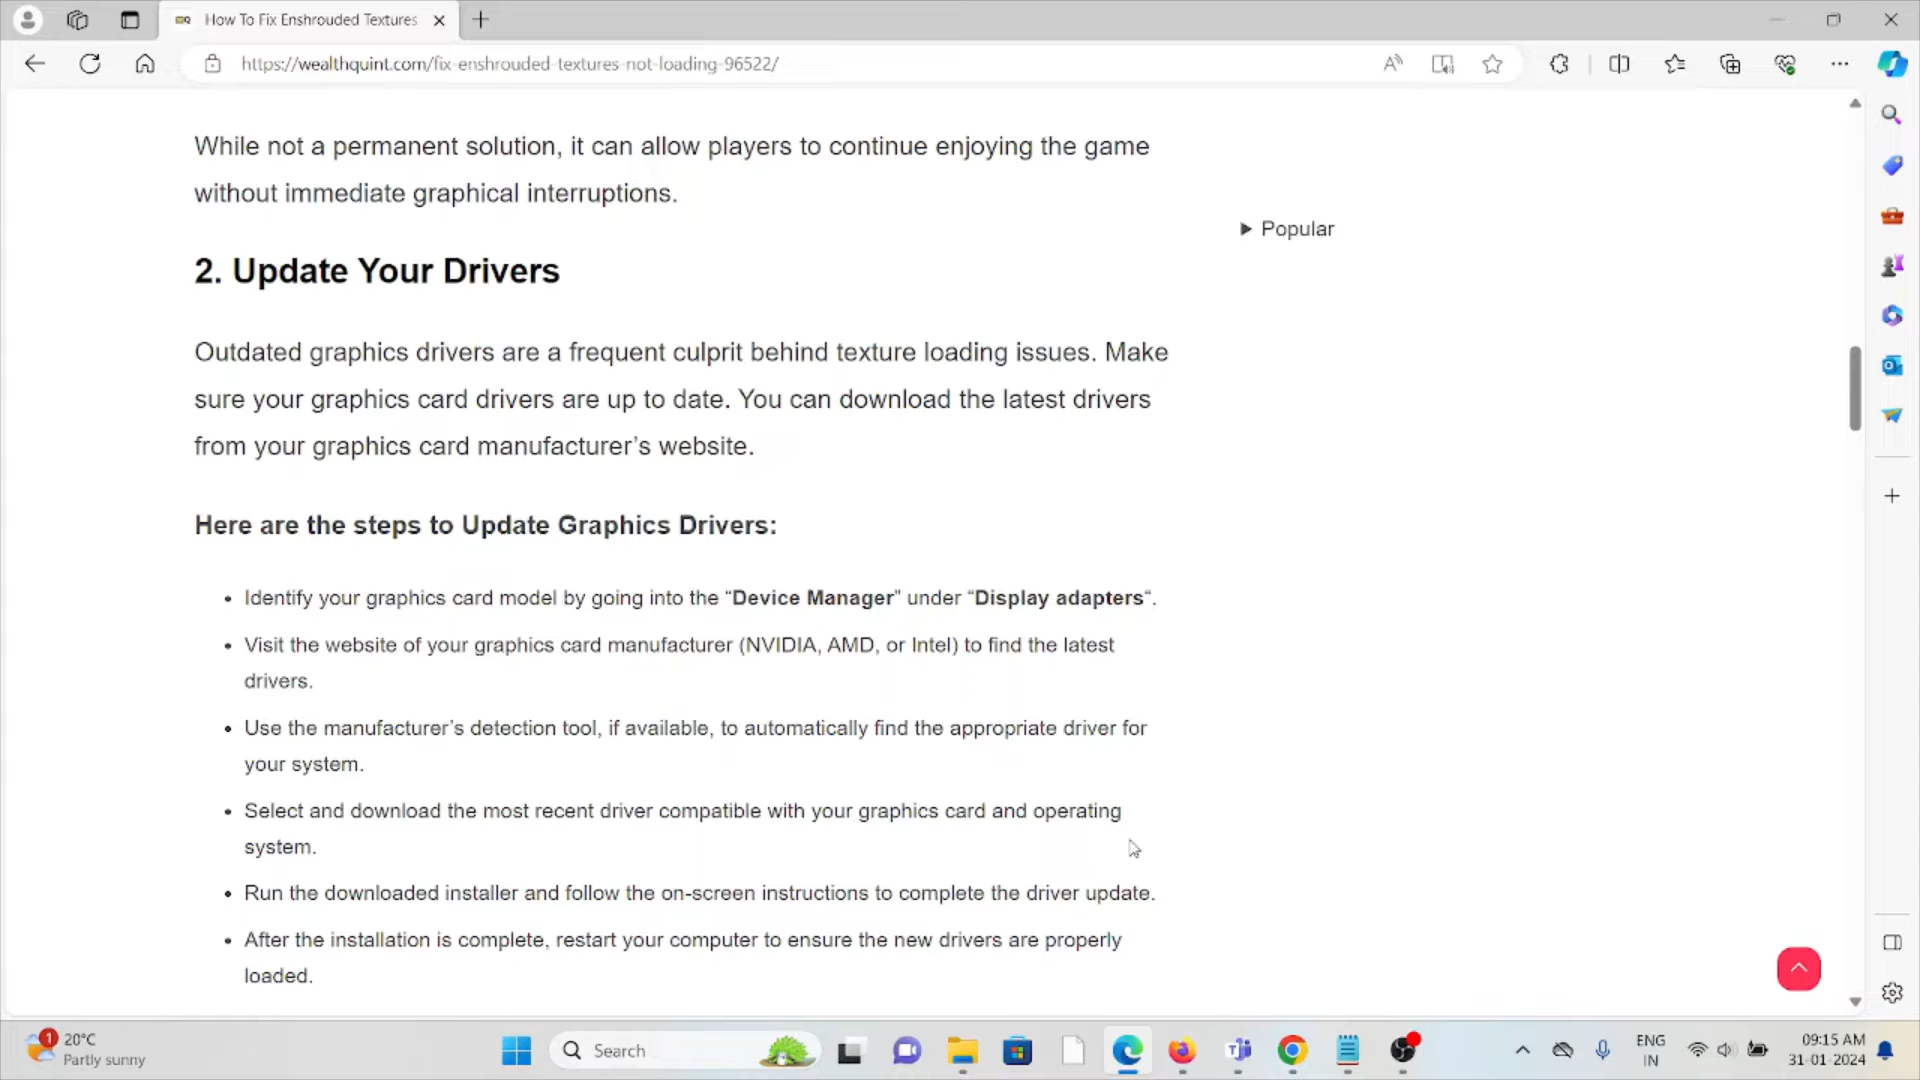 How To Fix Enshrouded Textures
https://wealthquint.com/fix-enshrouded-textures-not-loading-96522/
While not a permanent solution, it can allow players to continue enjoying the game
without immediate graphical interruptions.
Popular
2. Update Your Drivers
Outdated graphics drivers are a frequent culprit behind texture loading issues. Make
sure your graphics card drivers are up to date. You can download the latest drivers
from your graphics card manufacturer’s website.
Here are the steps to Update Graphics Drivers:
• Identify your graphics card model by going into the “Device Manager” under “Display adapters“.
• Visit the website of your graphics card manufacturer (NVIDIA, AMD, or Intel) to find the latest
drivers.
• Use the manufacturer’s detection tool, if available, to automatically find the appropriate driver for
your system.
• Select and download the most recent driver compatible with your graphics card and operating
system.
• Run the downloaded installer and follow the on-screen instructions to complete the driver update.
• After the installation is complete, restart your computer to ensure the new drivers are properly
loaded.
1
20°C
Partly sunny
Search
ENG
IN
09:15 AM
31-01-2024